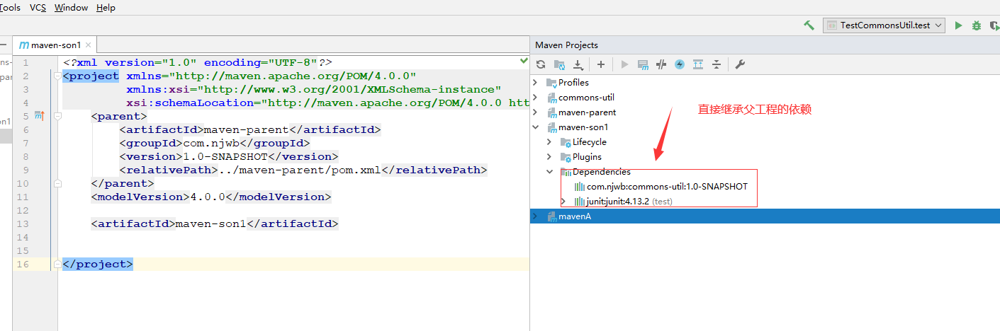 Tools VCS Window Help
TestCommonsUtil.test
maven-son1
Maven Projects
1 <?xml version="1.0" encoding="UTF-8"?>
2 <project xmlns="http://maven.apache.org/POM/4.0.0"
3 xmlns:xsi="http://www.w3.org/2001/XMLSchema-instance"
4 xsi:schemaLocation="http://maven.apache.org/POM/4.0.0 htt
5 <parent>
6 <artifactId>maven-parent</artifactId>
7 <groupId>com.njwb</groupId>
8 <version>1.0-SNAPSHOT</version>
9 <relativePath>../maven-parent/pom.xml</relativePath>
10 </parent>
11 <modelVersion>4.0.0</modelVersion>
12
13 <artifactId>maven-son1</artifactId>
14
15
16 </project>
Profiles
commons-util
maven-parent
maven-son1
Lifecycle
Plugins
Dependencies
com.njwb:commons-util:1.0-SNAPSHOT
junit:junit:4.13.2 (test)
mavenA
直接继承父工程的依赖